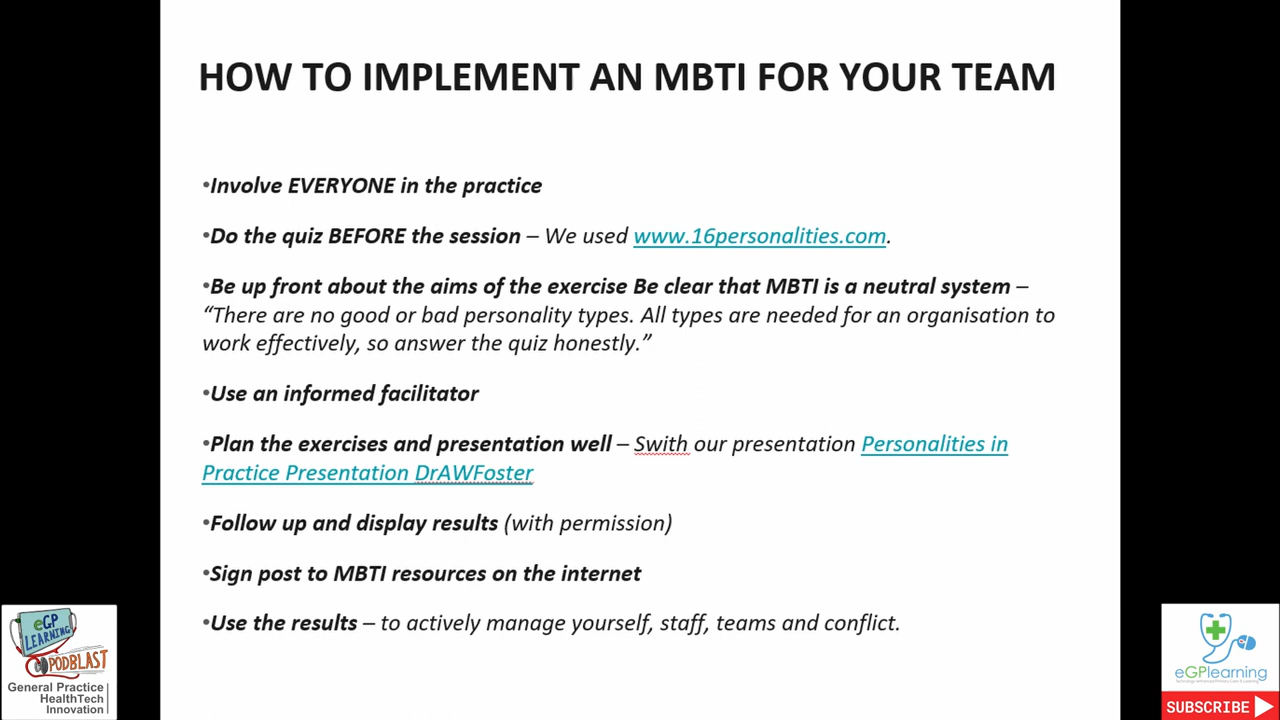 HOW TO IMPLEMENT AN MBTI FOR YOUR TEAM
•Involve EVERYONE in the practice
•Do the quiz BEFORE the session – We used www.16personalities.com.
•Be up front about the aims of the exercise Be clear that MBTI is a neutral system –
“There are no good or bad personality types. All types are needed for an organisation to
work effectively, so answer the quiz honestly.”
•Use an informed facilitator
•Plan the exercises and presentation well – Swith our presentation Personalities in
Practice Presentation DrAWFoster
•Follow up and display results (with permission)
•Sign post to MBTI resources on the internet
•Use the results – to actively manage yourself, staff, teams and conflict.
eGP
LEARNING
PODBLAST
General Practice
HealthTech
Innovation
eGPlearning
SUBSCRIBE